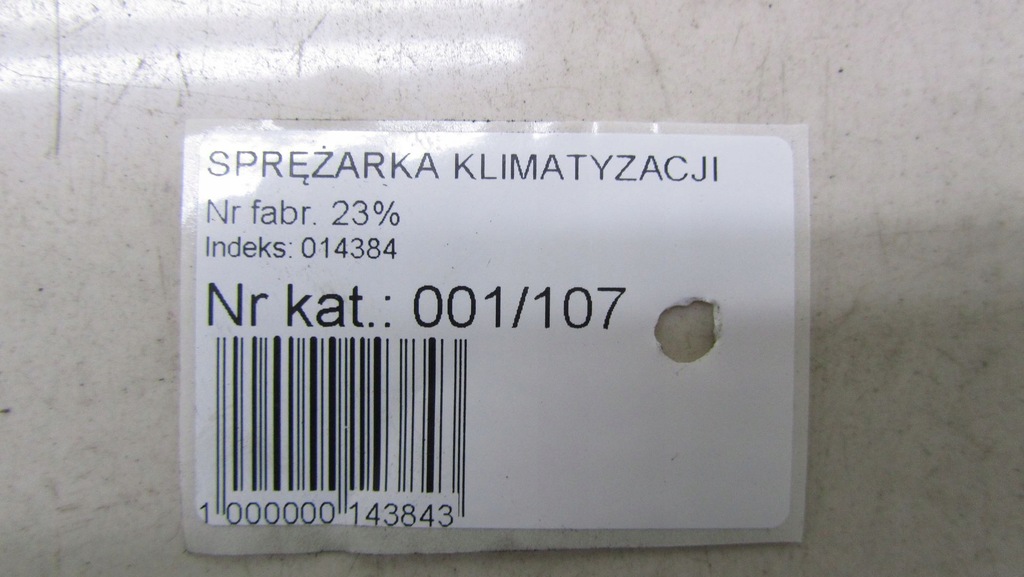 SPRĘŻARKA KLIMATYZACJI
Nr fabr. 23%
Indeks: 014384
Nr kat.: 001/107
1 000000 143843